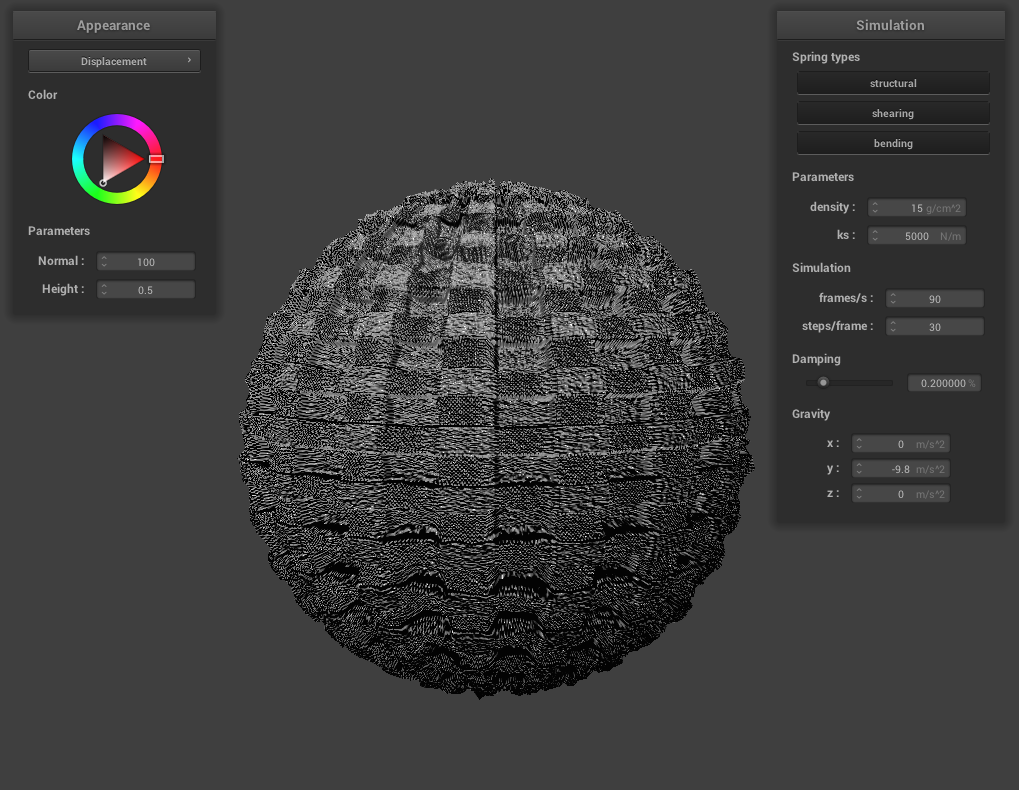 Appearance
Displacement ›
Color
Parameters
Normal : 100
Height : 0.5
Simulation
Spring types
structural
shearing
bending
Parameters
density : 15 g/cm^2
ks : 5000 N/m
Simulation
frames/s : 90
steps/frame : 30
Damping
0.200000 %
Gravity
x : 0 m/s^2
y : -9.8 m/s^2
z : 0 m/s^2